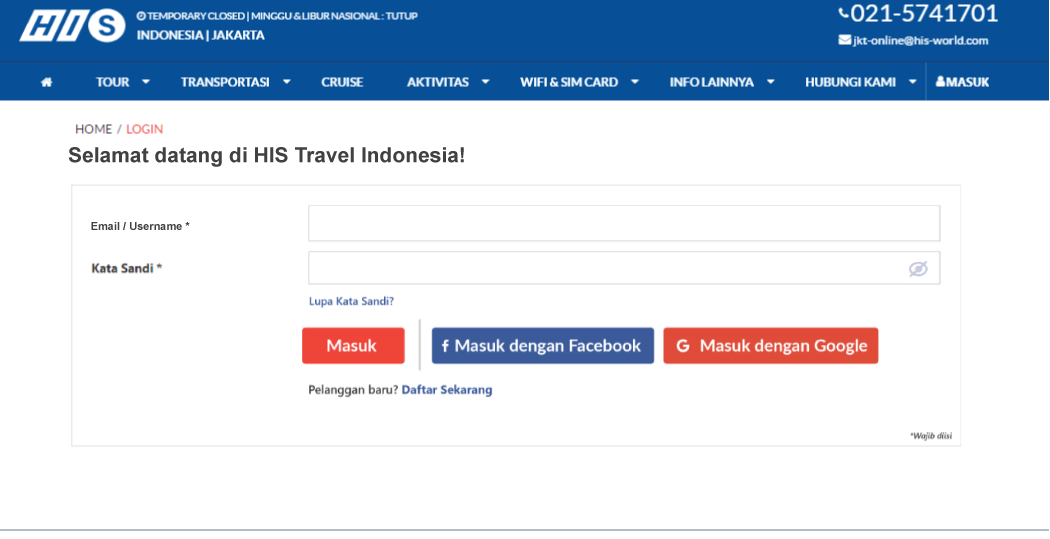 HIS
TEMPORARY CLOSED | MINGGU & LIBUR NASIONAL : TUTUP
INDONESIA | JAKARTA
021-5741701
jkt-online@his-world.com
TOUR TRANSPORTASI CRUISE AKTIVITAS WIFI & SIM CARD INFO LAINNYA HUBUNGI KAMI MASUK
HOME / LOGIN
Selamat datang di HIS Travel Indonesia!
Email / Username *
Kata Sandi *
Lupa Kata Sandi?
Masuk
f Masuk dengan Facebook
G Masuk dengan Google
Pelanggan baru? Daftar Sekarang
*Wajib diisi